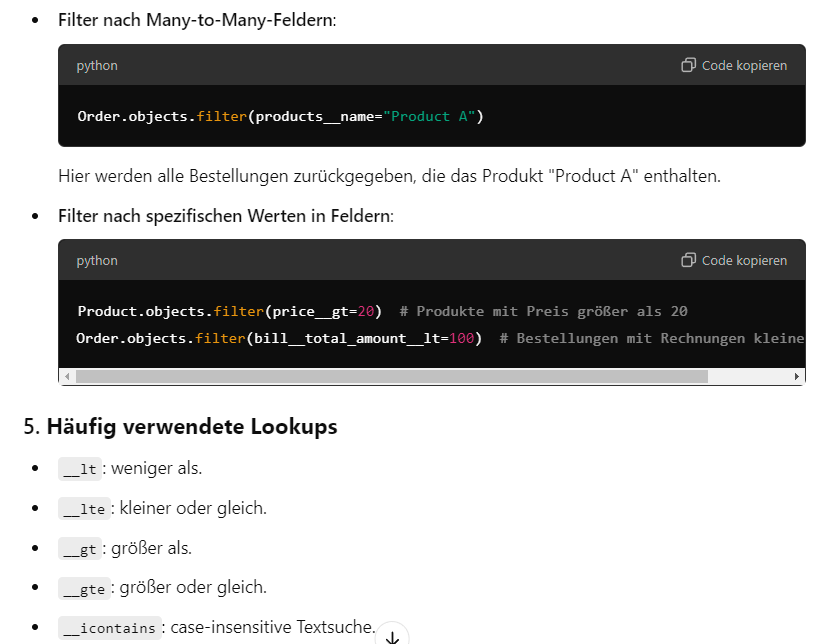 • Filter nach Many-to-Many-Feldern:
python Code kopieren
Order.objects.filter(products__name="Product A")
Hier werden alle Bestellungen zurückgegeben, die das Produkt "Product A" enthalten.
• Filter nach spezifischen Werten in Feldern:
python Code kopieren
Product.objects.filter(price__gt=20)  # Produkte mit Preis größer als 20
Order.objects.filter(bill__total_amount__lt=100)  # Bestellungen mit Rechnungen kleine
5. Häufig verwendete Lookups
• __lt: weniger als.
• __lte: kleiner oder gleich.
• __gt: größer als.
• __gte: größer oder gleich.
• __icontains: case-insensitive Textsuche.